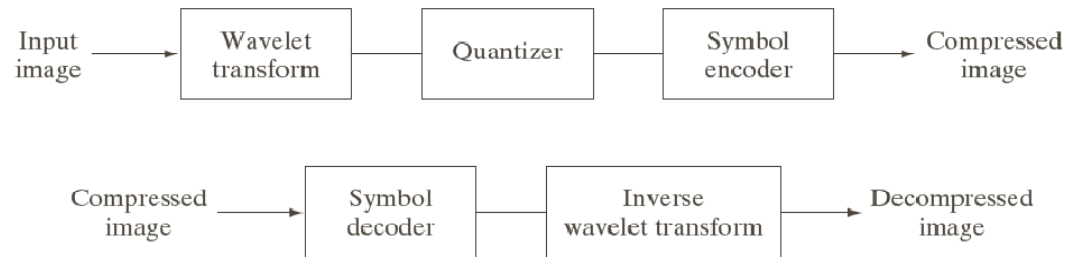 Input
image
Wavelet
transform
Quantizer
Symbol
encoder
Compressed
image
Compressed
image
Symbol
decoder
Inverse
wavelet transform
Decompressed
image